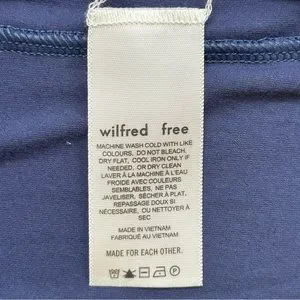 wilfred free
MACHINE WASH COLD WITH LIKE
COLOURS, DO NOT BLEACH,
DRY FLAT, COOL IRON ONLY IF
NEEDED, OR DRY CLEAN
LAVER À LA MACHINE À L'EAU
FROIDE AVEC COULEURS
SEMBLABLES, NE PAS
JAVELISER, SÉCHER À PLAT,
REPASSAGE DOUX SI
NÉCESSAIRE, OU NETTOYER À
SEC
MADE IN VIETNAM
FABRIQUÉ AU VIETNAM
MADE FOR EACH OTHER.